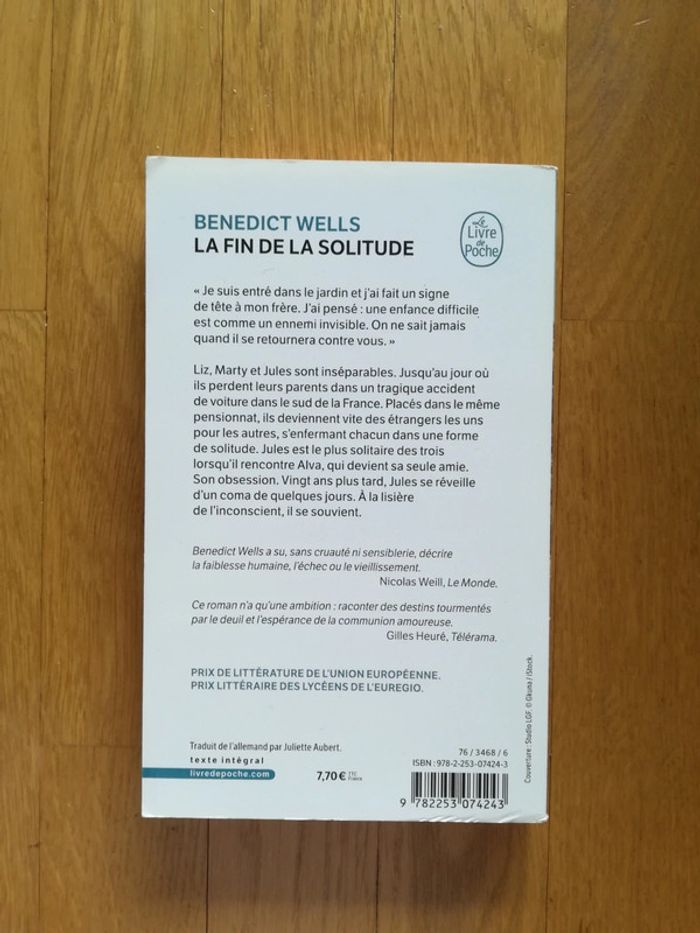 BENEDICT WELLS
LA FIN DE LA SOLITUDE
Le
Livre
de
Poche
« Je suis entré dans le jardin et j'ai fait un signe
de tête à mon frère. J'ai pensé : une enfance difficile
est comme un ennemi invisible. On ne sait jamais
quand il se retournera contre vous. »
Liz, Marty et Jules sont inséparables. Jusqu'au jour où
ils perdent leurs parents dans un tragique accident
de voiture dans le sud de la France. Placés dans le même
pensionnat, ils deviennent vite des étrangers les uns
pour les autres, s'enfermant chacun dans une forme
de solitude. Jules est le plus solitaire des trois
lorsqu'il rencontre Alva, qui devient sa seule amie.
Son obsession. Vingt ans plus tard, Jules se réveille
d'un coma de quelques jours. À la lisière
de l'inconscient, il se souvient.
Benedict Wells a su, sans cruauté ni sensiblerie, décrire
la faiblesse humaine, l'échec ou le vieillissement.
Nicolas Weill, Le Monde.
Ce roman n'a qu'une ambition : raconter des destins tourmentés
par le deuil et l'espérance de la communion amoureuse.
Gilles Heuré, Télérama.
PRIX DE LITTÉRATURE DE L'UNION EUROPÉENNE.
PRIX LITTÉRAIRE DES LYCÉENS DE L'EUREGIO.
Traduit de l'allemand par Juliette Aubert.
texte intégral
livredepoche.com
7,70 € TTC
France
76 / 3468 / 6
ISBN : 978-2-253-07424-3
9 782253 074243
Couverture : Studio LGF. © Gkuna / iStock.